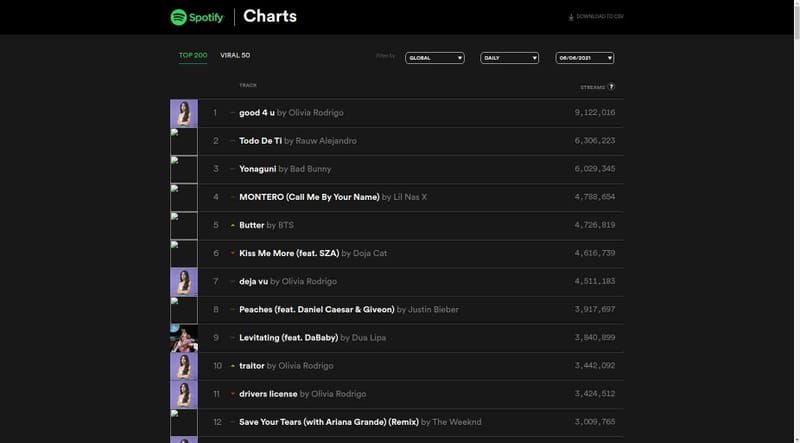 Spotify Charts
DOWNLOAD TO CSV
TOP 200 VIRAL 50 Filter by GLOBAL DAILY 06/06/2021
TRACK STREAMS ?
1 good 4 u by Olivia Rodrigo 9,122,016
2 Todo De Ti by Rauw Alejandro 6,306,223
3 Yonaguni by Bad Bunny 6,029,345
4 MONTERO (Call Me By Your Name) by Lil Nas X 4,788,654
5 Butter by BTS 4,726,819
6 Kiss Me More (feat. SZA) by Doja Cat 4,616,739
7 deja vu by Olivia Rodrigo 4,511,183
8 Peaches (feat. Daniel Caesar & Giveon) by Justin Bieber 3,917,697
9 Levitating (feat. DaBaby) by Dua Lipa 3,840,899
10 traitor by Olivia Rodrigo 3,442,092
11 drivers license by Olivia Rodrigo 3,424,512
12 Save Your Tears (with Ariana Grande) (Remix) by The Weeknd 3,009,765